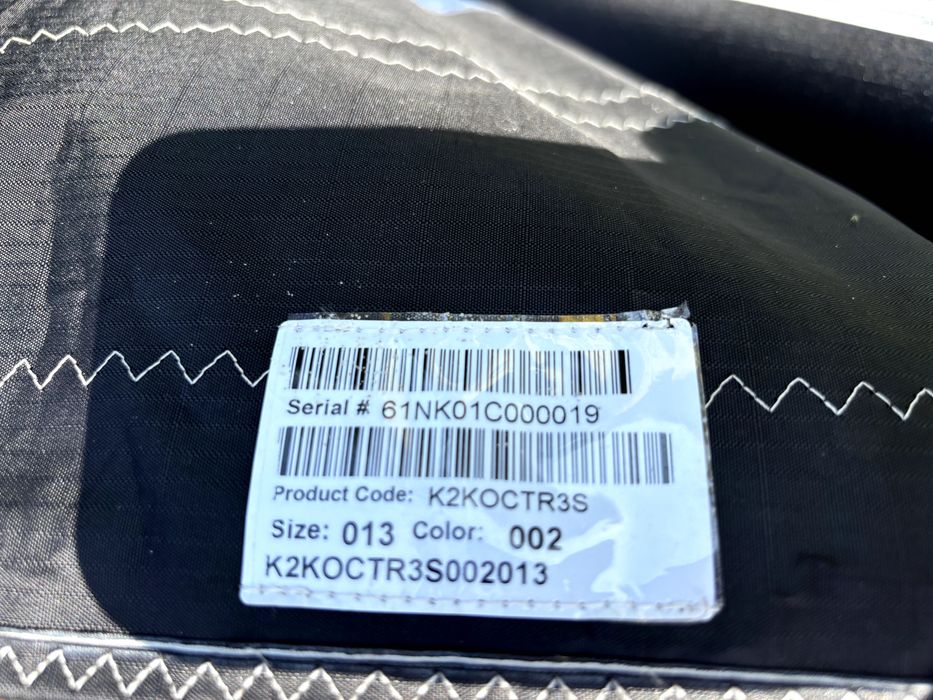 Serial # 61NK01C000019
Product Code: K2KOCTR3S
Size: 013 Color: 002
K2KOCTR3S002013